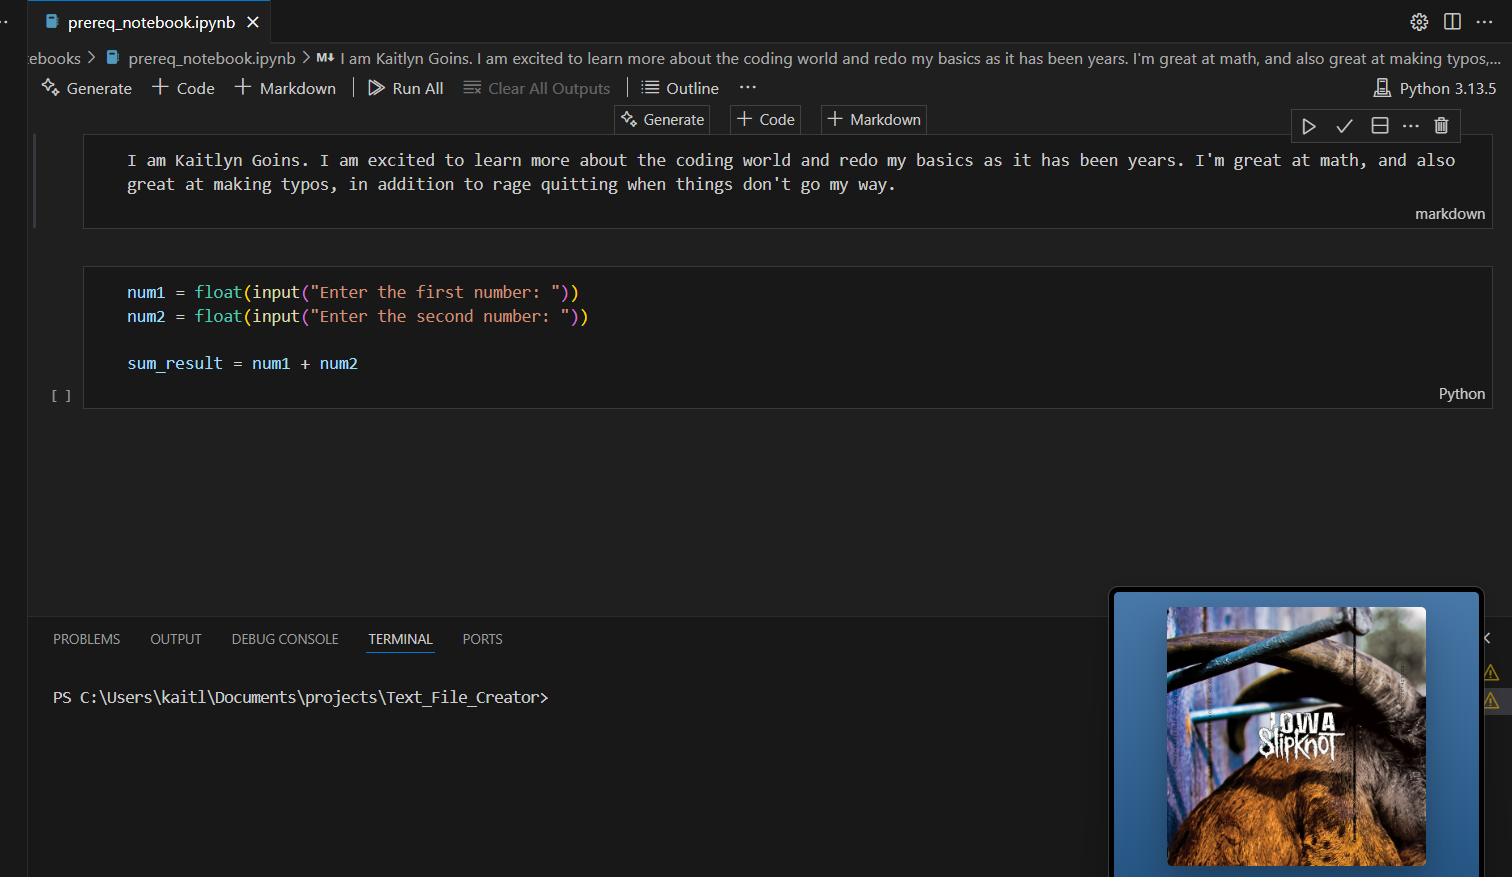 prereq_notebook.ipynb
ebooks > prereq_notebook.ipynb > M↓ I am Kaitlyn Goins. I am excited to learn more about the coding world and redo my basics as it has been years. I'm great at math, and also great at making typos,...
Generate + Code + Markdown Run All Clear All Outputs Outline ... Python 3.13.5
Generate + Code + Markdown
I am Kaitlyn Goins. I am excited to learn more about the coding world and redo my basics as it has been years. I'm great at math, and also
great at making typos, in addition to rage quitting when things don't go my way.
markdown
num1 = float(input("Enter the first number: "))
num2 = float(input("Enter the second number: "))
sum_result = num1 + num2
[ ]
Python
PROBLEMS OUTPUT DEBUG CONSOLE TERMINAL PORTS
PS C:\Users\kaitl\Documents\projects\Text_File_Creator>
IOWA
SlipKnoT